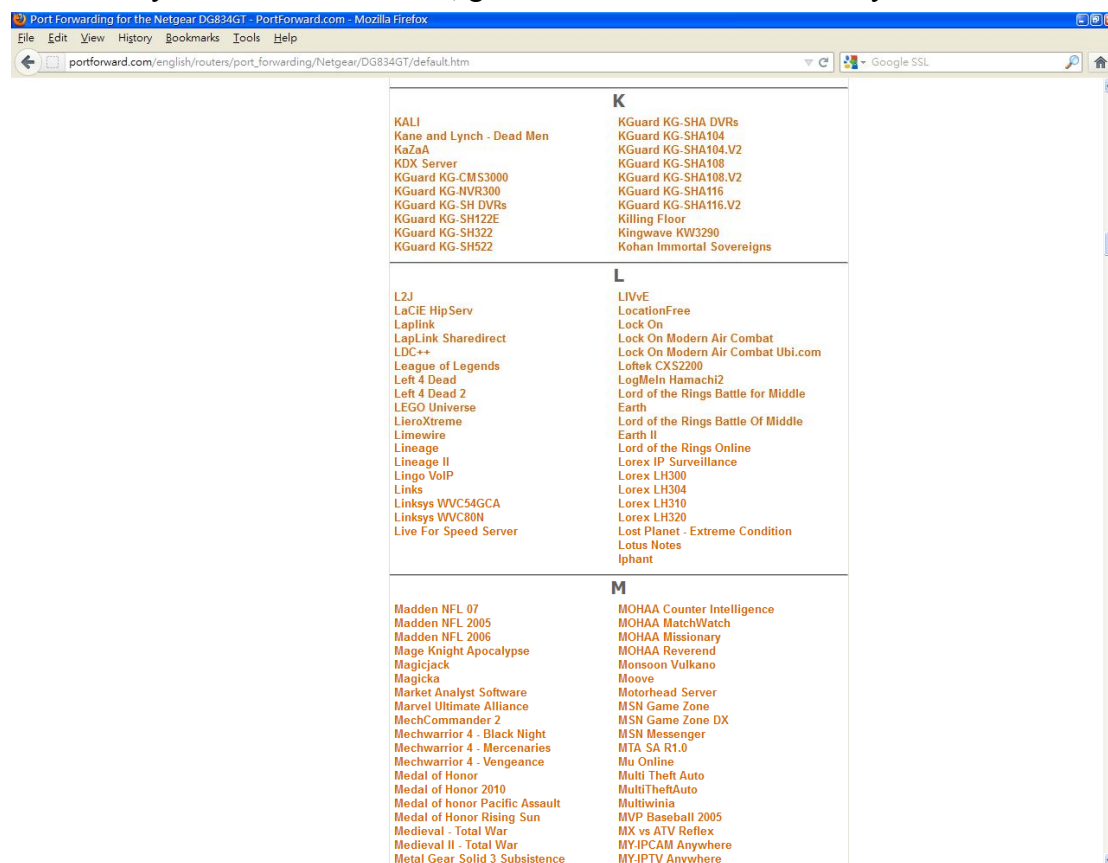 Port Forwarding for the Netgear DG834GT - PortForward.com - Mozilla Firefox
File Edit View History Bookmarks Tools Help
portforward.com/english/routers/port_forwarding/Netgear/DG834GT/default.htm
Google SSL
K
KALI
Kane and Lynch - Dead Men
KaZaA
KDX Server
KGuard KG-CMS3000
KGuard KG-NVR300
KGuard KG-SH DVRs
KGuard KG-SH122E
KGuard KG-SH322
KGuard KG-SH522
KGuard KG-SHA DVRs
KGuard KG-SHA104
KGuard KG-SHA104.V2
KGuard KG-SHA108
KGuard KG-SHA108.V2
KGuard KG-SHA116
KGuard KG-SHA116.V2
Killing Floor
Kingwave KW3290
Kohan Immortal Sovereigns
L
L2J
LaCiE HipServ
Laplink
LapLink Sharedirect
LDC++
League of Legends
Left 4 Dead
Left 4 Dead 2
LEGO Universe
LieroXtreme
Limewire
Lineage
Lineage II
Lingo VoIP
Links
Linksys WVC54GCA
Linksys WVC80N
Live For Speed Server
LIVvE
LocationFree
Lock On
Lock On Modern Air Combat
Lock On Modern Air Combat Ubi.com
Loftek CXS2200
LogMeIn Hamachi2
Lord of the Rings Battle for Middle
Earth
Lord of the Rings Battle Of Middle
Earth II
Lord of the Rings Online
Lorex IP Surveillance
Lorex LH300
Lorex LH304
Lorex LH310
Lorex LH320
Lost Planet - Extreme Condition
Lotus Notes
lphant
M
Madden NFL 07
Madden NFL 2005
Madden NFL 2006
Mage Knight Apocalypse
Magicjack
Magicka
Market Analyst Software
Marvel Ultimate Alliance
MechCommander 2
Mechwarrior 4 - Black Night
Mechwarrior 4 - Mercenaries
Mechwarrior 4 - Vengeance
Medal of Honor
Medal of Honor 2010
Medal of honor Pacific Assault
Medal of Honor Rising Sun
Medieval - Total War
Medieval II - Total War
Metal Gear Solid 3 Subsistence
MOHAA Counter Intelligence
MOHAA MatchWatch
MOHAA Missionary
MOHAA Reverend
Monsoon Vulkano
Moove
Motorhead Server
MSN Game Zone
MSN Game Zone DX
MSN Messenger
MTA SA R1.0
Mu Online
Multi Theft Auto
MultiTheftAuto
Multiwinia
MVP Baseball 2005
MX vs ATV Reflex
MY-IPCAM Anywhere
MY-IPTV Anywhere